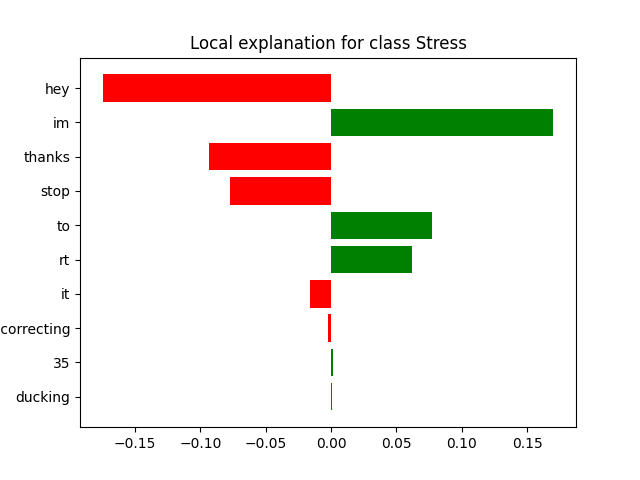 Local explanation for class Stress
hey
im
thanks
stop
to
rt
it
correcting
35
ducking
−0.15 −0.10 −0.05 0.00 0.05 0.10 0.15